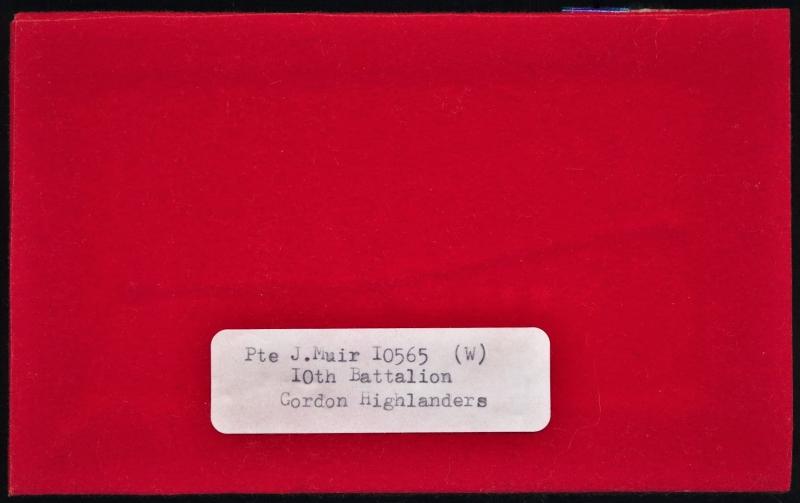 Pte J.Muir I0565 (W)
I0th Battalion
Gordon Highlanders